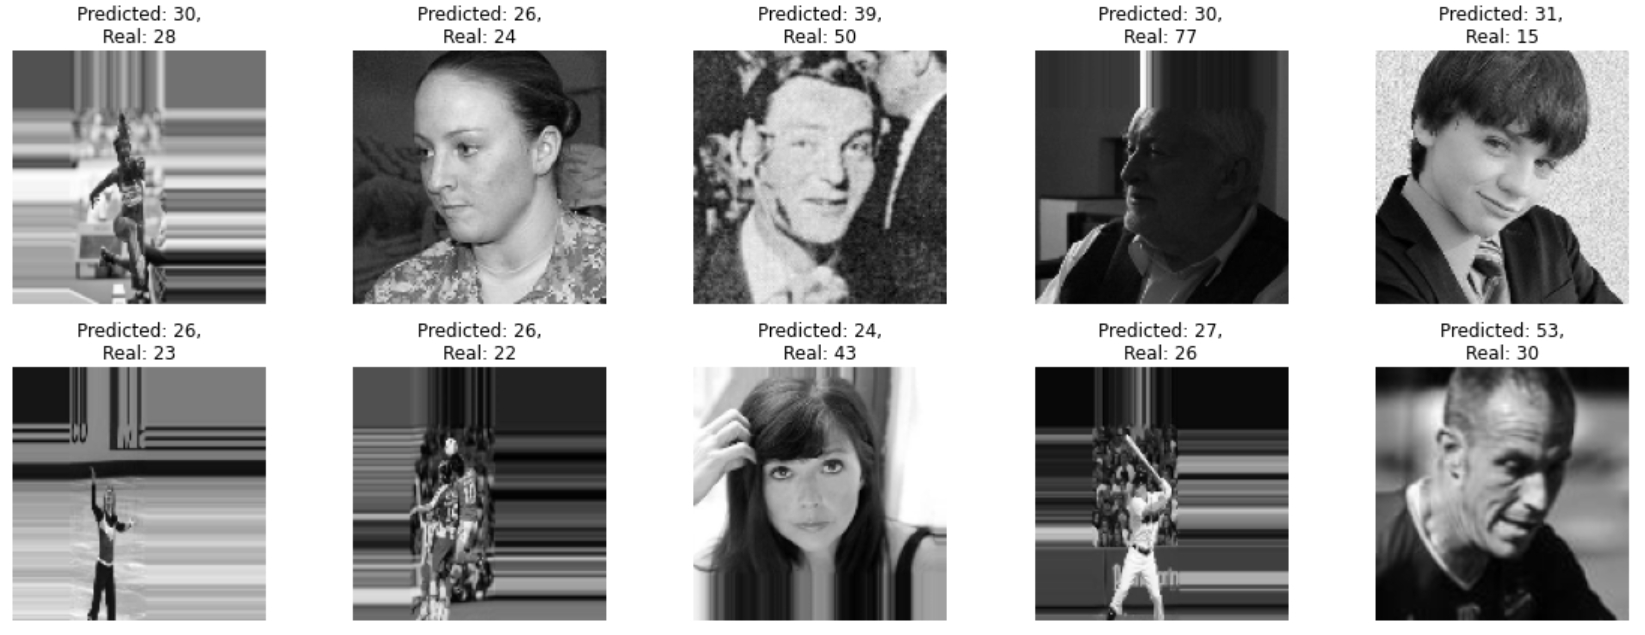 Predicted: 30,
Real: 28
Predicted: 26,
Real: 24
Predicted: 39,
Real: 50
Predicted: 30,
Real: 77
Predicted: 31,
Real: 15
Predicted: 26,
Real: 23
Predicted: 26,
Real: 22
Predicted: 24,
Real: 43
Predicted: 27,
Real: 26
Predicted: 53,
Real: 30